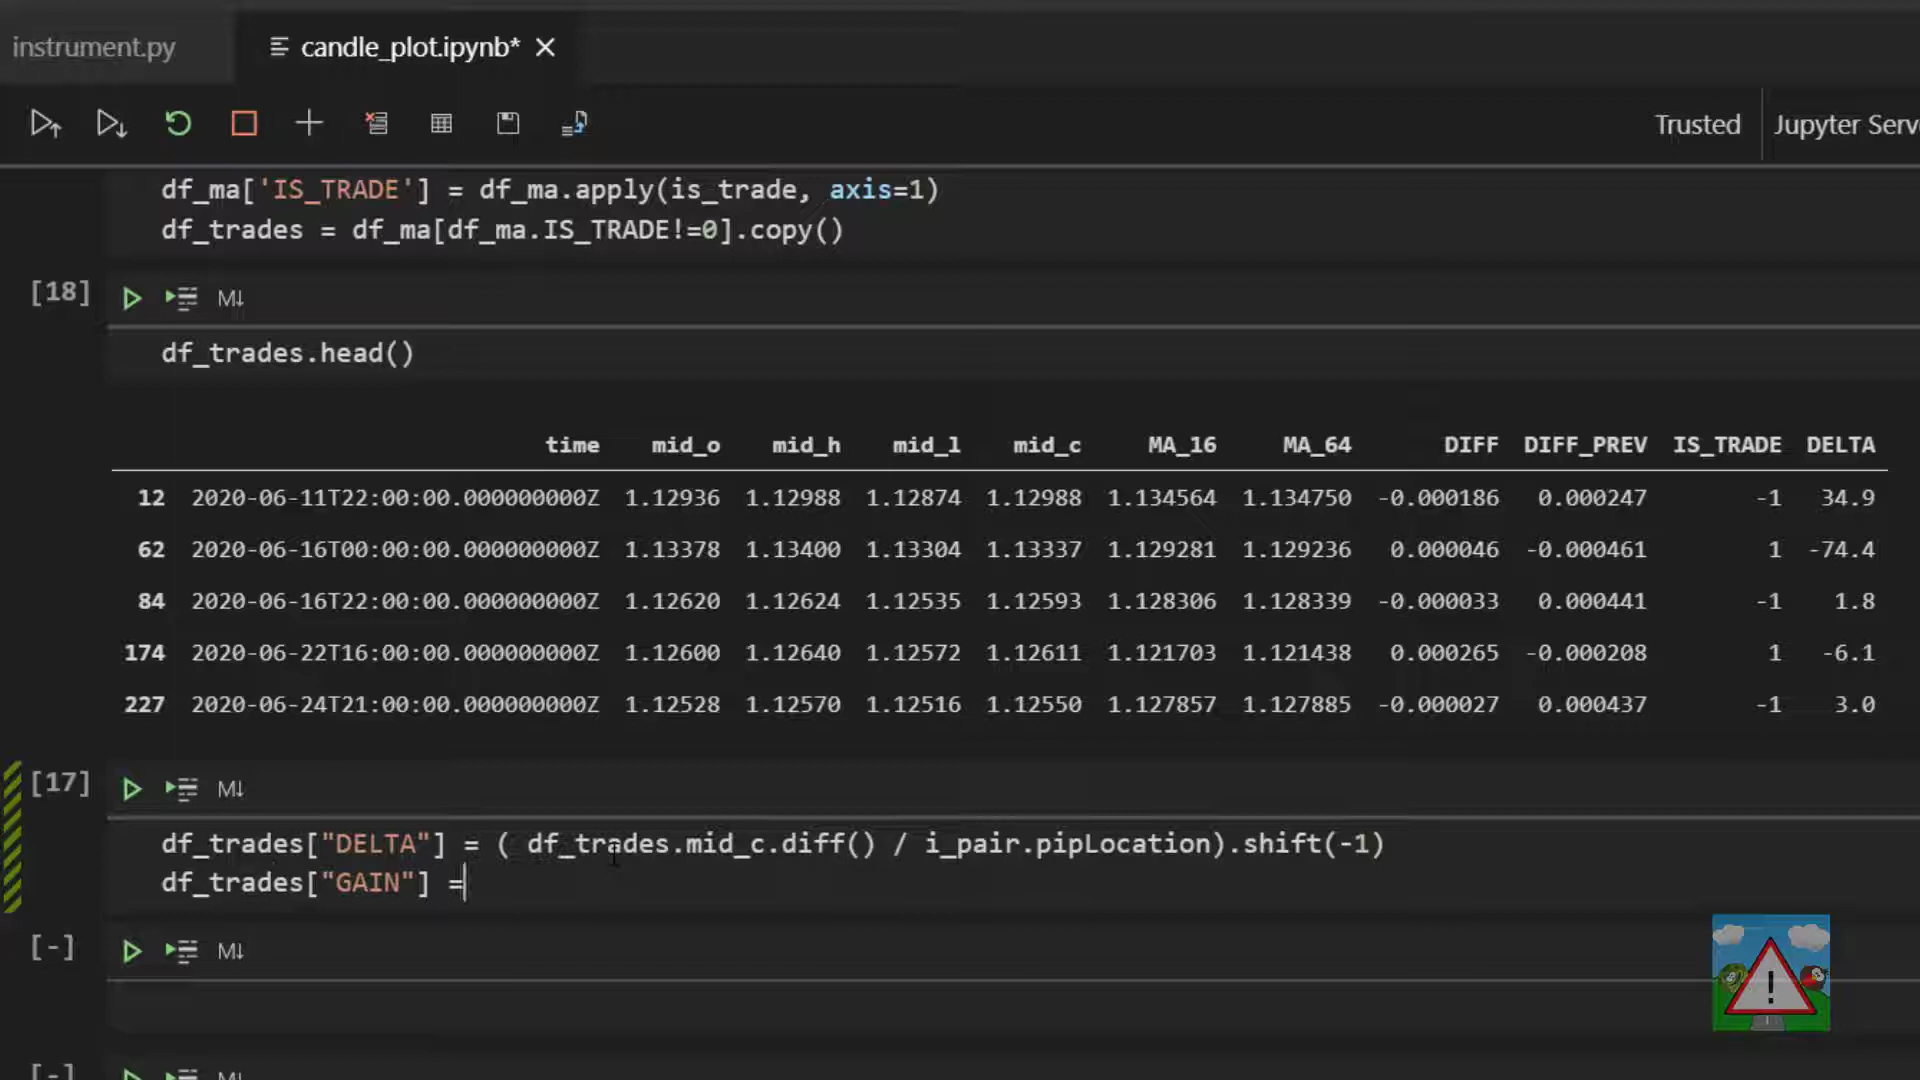 instrument.py candle_plot.ipynb*
Trusted Jupyter Serv
df_ma['IS_TRADE'] = df_ma.apply(is_trade, axis=1)
df_trades = df_ma[df_ma.IS_TRADE!=0].copy()
[18] M↓
df_trades.head()
time mid_o mid_h mid_l mid_c MA_16 MA_64 DIFF DIFF_PREV IS_TRADE DELTA
12 2020-06-11T22:00:00.000000000Z 1.12936 1.12988 1.12874 1.12988 1.134564 1.134750 -0.000186 0.000247 -1 34.9
62 2020-06-16T00:00:00.000000000Z 1.13378 1.13400 1.13304 1.13337 1.129281 1.129236 0.000046 -0.000461 1 -74.4
84 2020-06-16T22:00:00.000000000Z 1.12620 1.12624 1.12535 1.12593 1.128306 1.128339 -0.000033 0.000441 -1 1.8
174 2020-06-22T16:00:00.000000000Z 1.12600 1.12640 1.12572 1.12611 1.121703 1.121438 0.000265 -0.000208 1 -6.1
227 2020-06-24T21:00:00.000000000Z 1.12528 1.12570 1.12516 1.12550 1.127857 1.127885 -0.000027 0.000437 -1 3.0
[17] M↓
df_trades["DELTA"] = ( df_trades.mid_c.diff() / i_pair.pipLocation).shift(-1)
df_trades["GAIN"] =
[-] M↓
!
[-] M↓